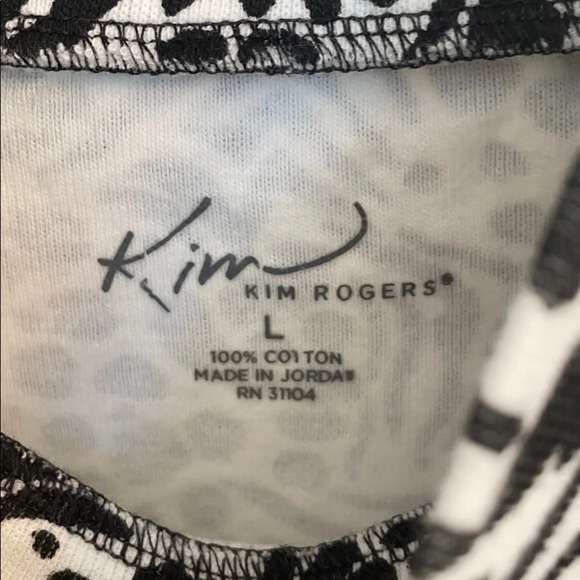 Kim
KIM ROGERS®
L
100% COTTON
MADE IN JORDAN
RN 31104